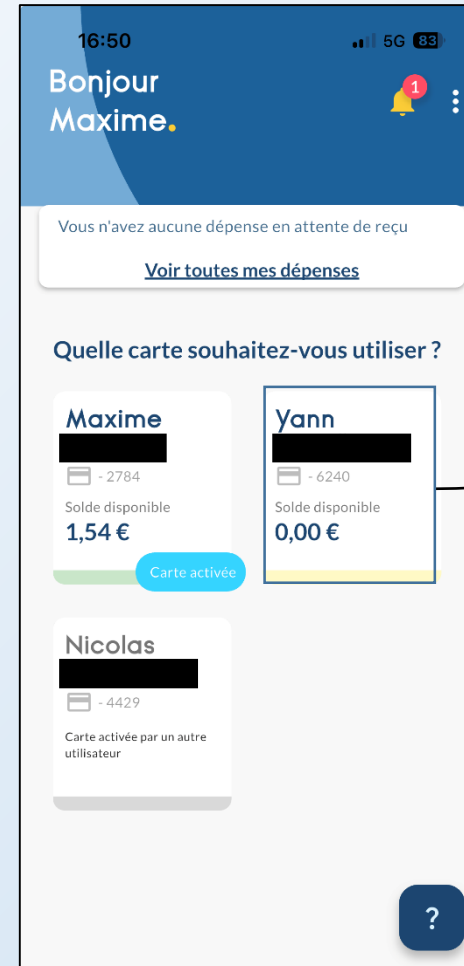 16:50
5G 83
Bonjour
Maxime.
1
Vous n'avez aucune dépense en attente de reçu
Voir toutes mes dépenses
Quelle carte souhaitez-vous utiliser ?
Maxime
- 2784
Solde disponible
1,54 €
Carte activée
Yann
- 6240
Solde disponible
0,00 €
Nicolas
- 4429
Carte activée par un autre
utilisateur
?